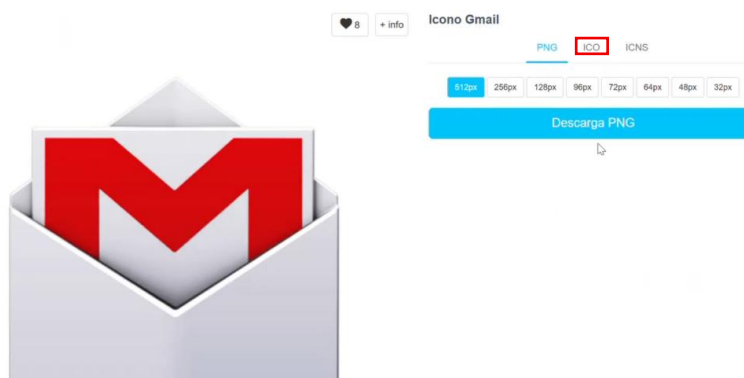 8 + info
Icono Gmail
PNG ICO ICNS
512px 256px 128px 96px 72px 64px 48px 32px
Descarga PNG
M